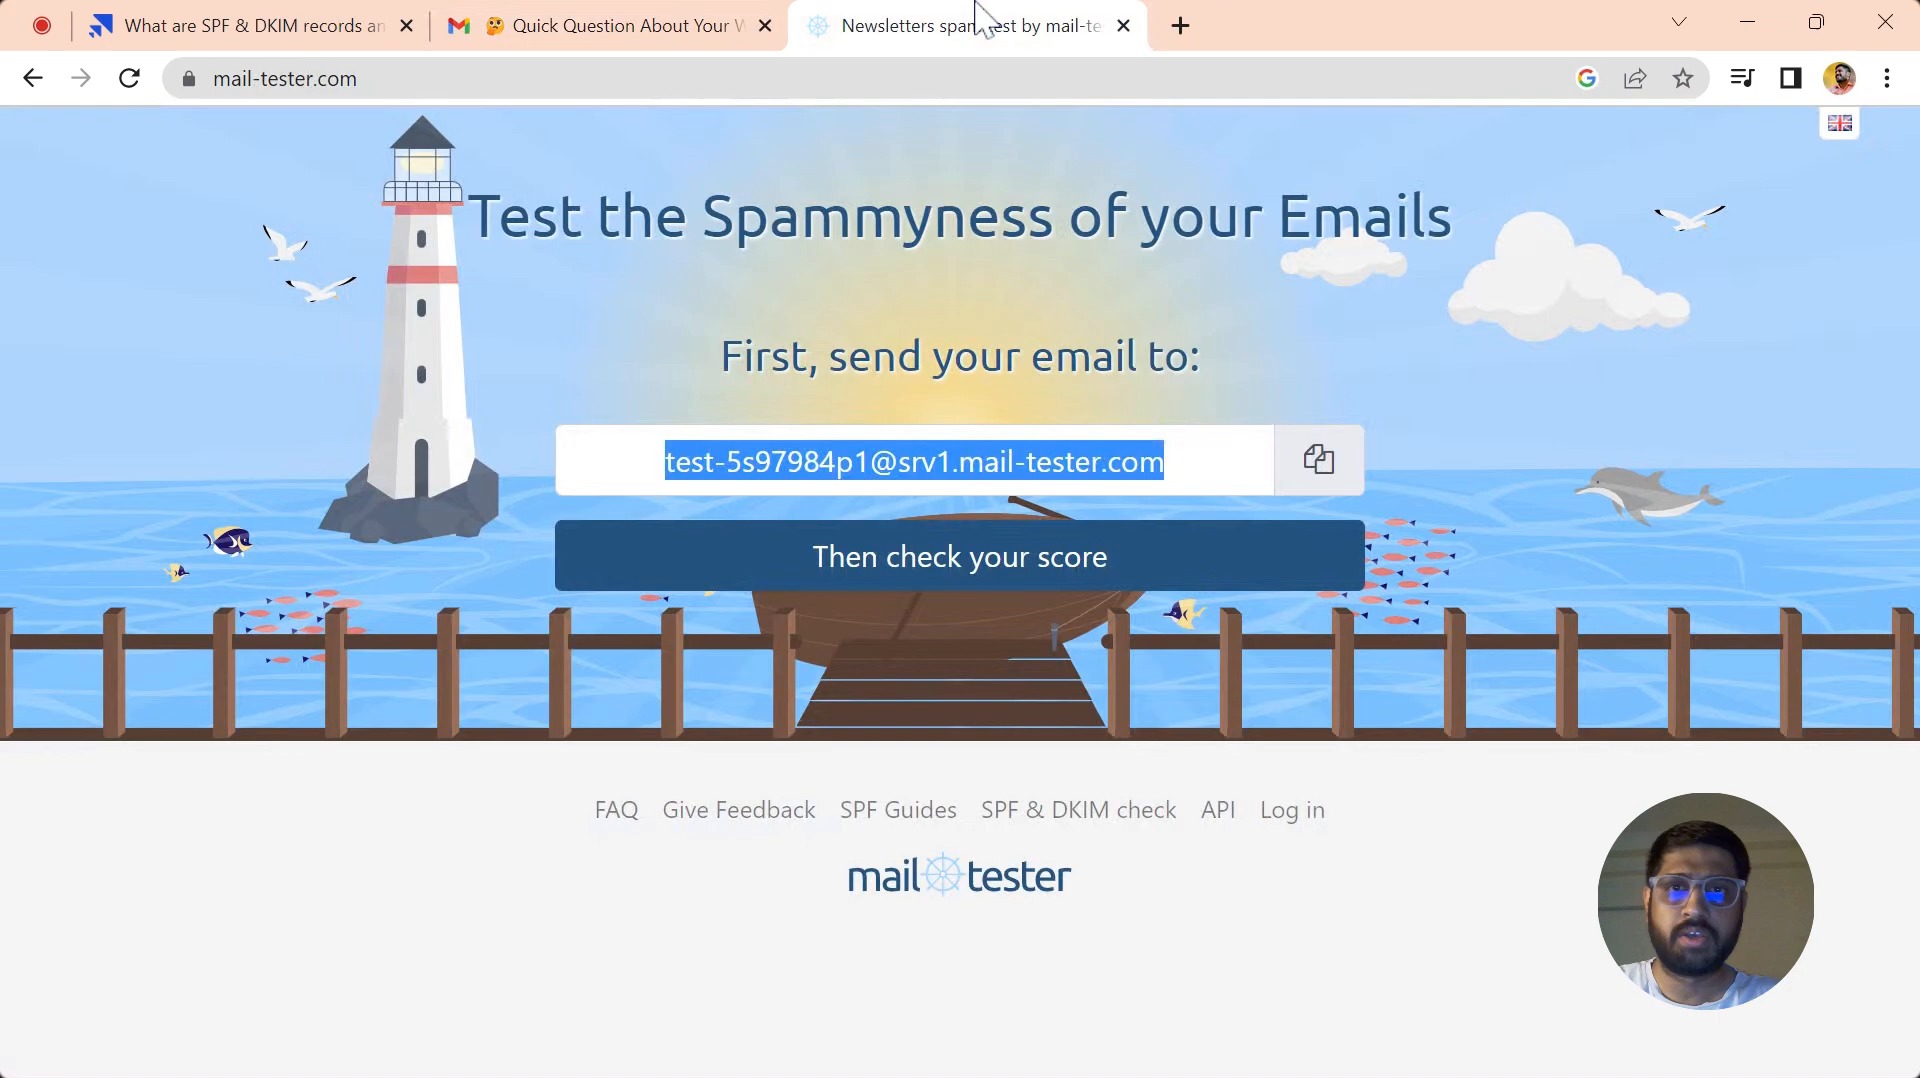 What are SPF & DKIM records an
Quick Question About Your W
Newsletters spam test by mail-te
mail-tester.com
Test the Spammyness of your Emails
First, send your email to:
test-5s97984p1@srv1.mail-tester.com
Then check your score
FAQ Give Feedback SPF Guides SPF & DKIM check API Log in
mail tester